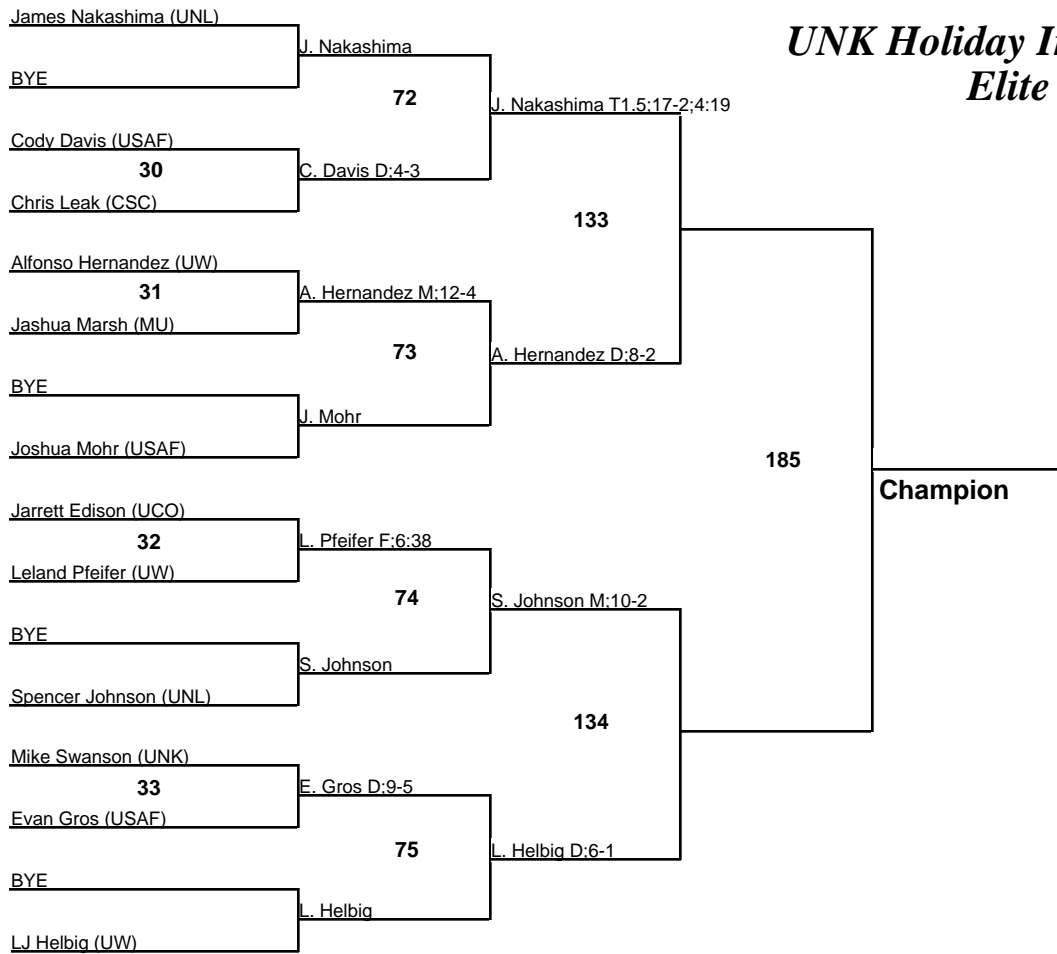 James Nakashima (UNL)
J. Nakashima
BYE
72
J. Nakashima T1.5;17-2;4:19
Cody Davis (USAF)
30
C. Davis D;4-3
Chris Leak (CSC)
133
Alfonso Hernandez (UW)
31
A. Hernandez M;12-4
Jashua Marsh (MU)
73
A. Hernandez D;8-2
BYE
J. Mohr
Joshua Mohr (USAF)
185
Champion
Jarrett Edison (UCO)
32
L. Pfeifer F;6:38
Leland Pfeifer (UW)
74
S. Johnson M;10-2
BYE
S. Johnson
Spencer Johnson (UNL)
134
Mike Swanson (UNK)
33
E. Gros D;9-5
Evan Gros (USAF)
75
L. Helbig D;6-1
BYE
L. Helbig
LJ Helbig (UW)
UNK Holiday
Elite